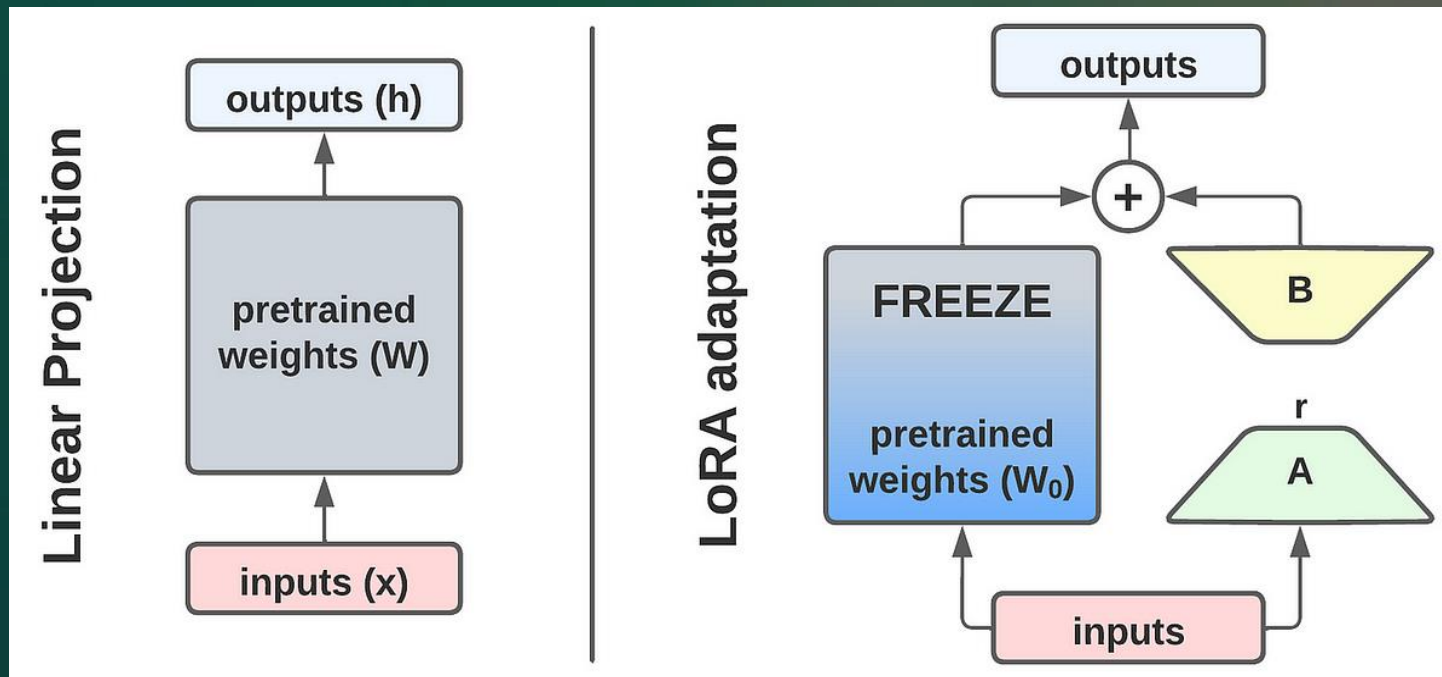 Linear Projection
outputs (h)
pretrained
weights (W)
inputs (x)
LoRA adaptation
outputs
+
FREEZE
pretrained
weights (W₀)
B
r
A
inputs